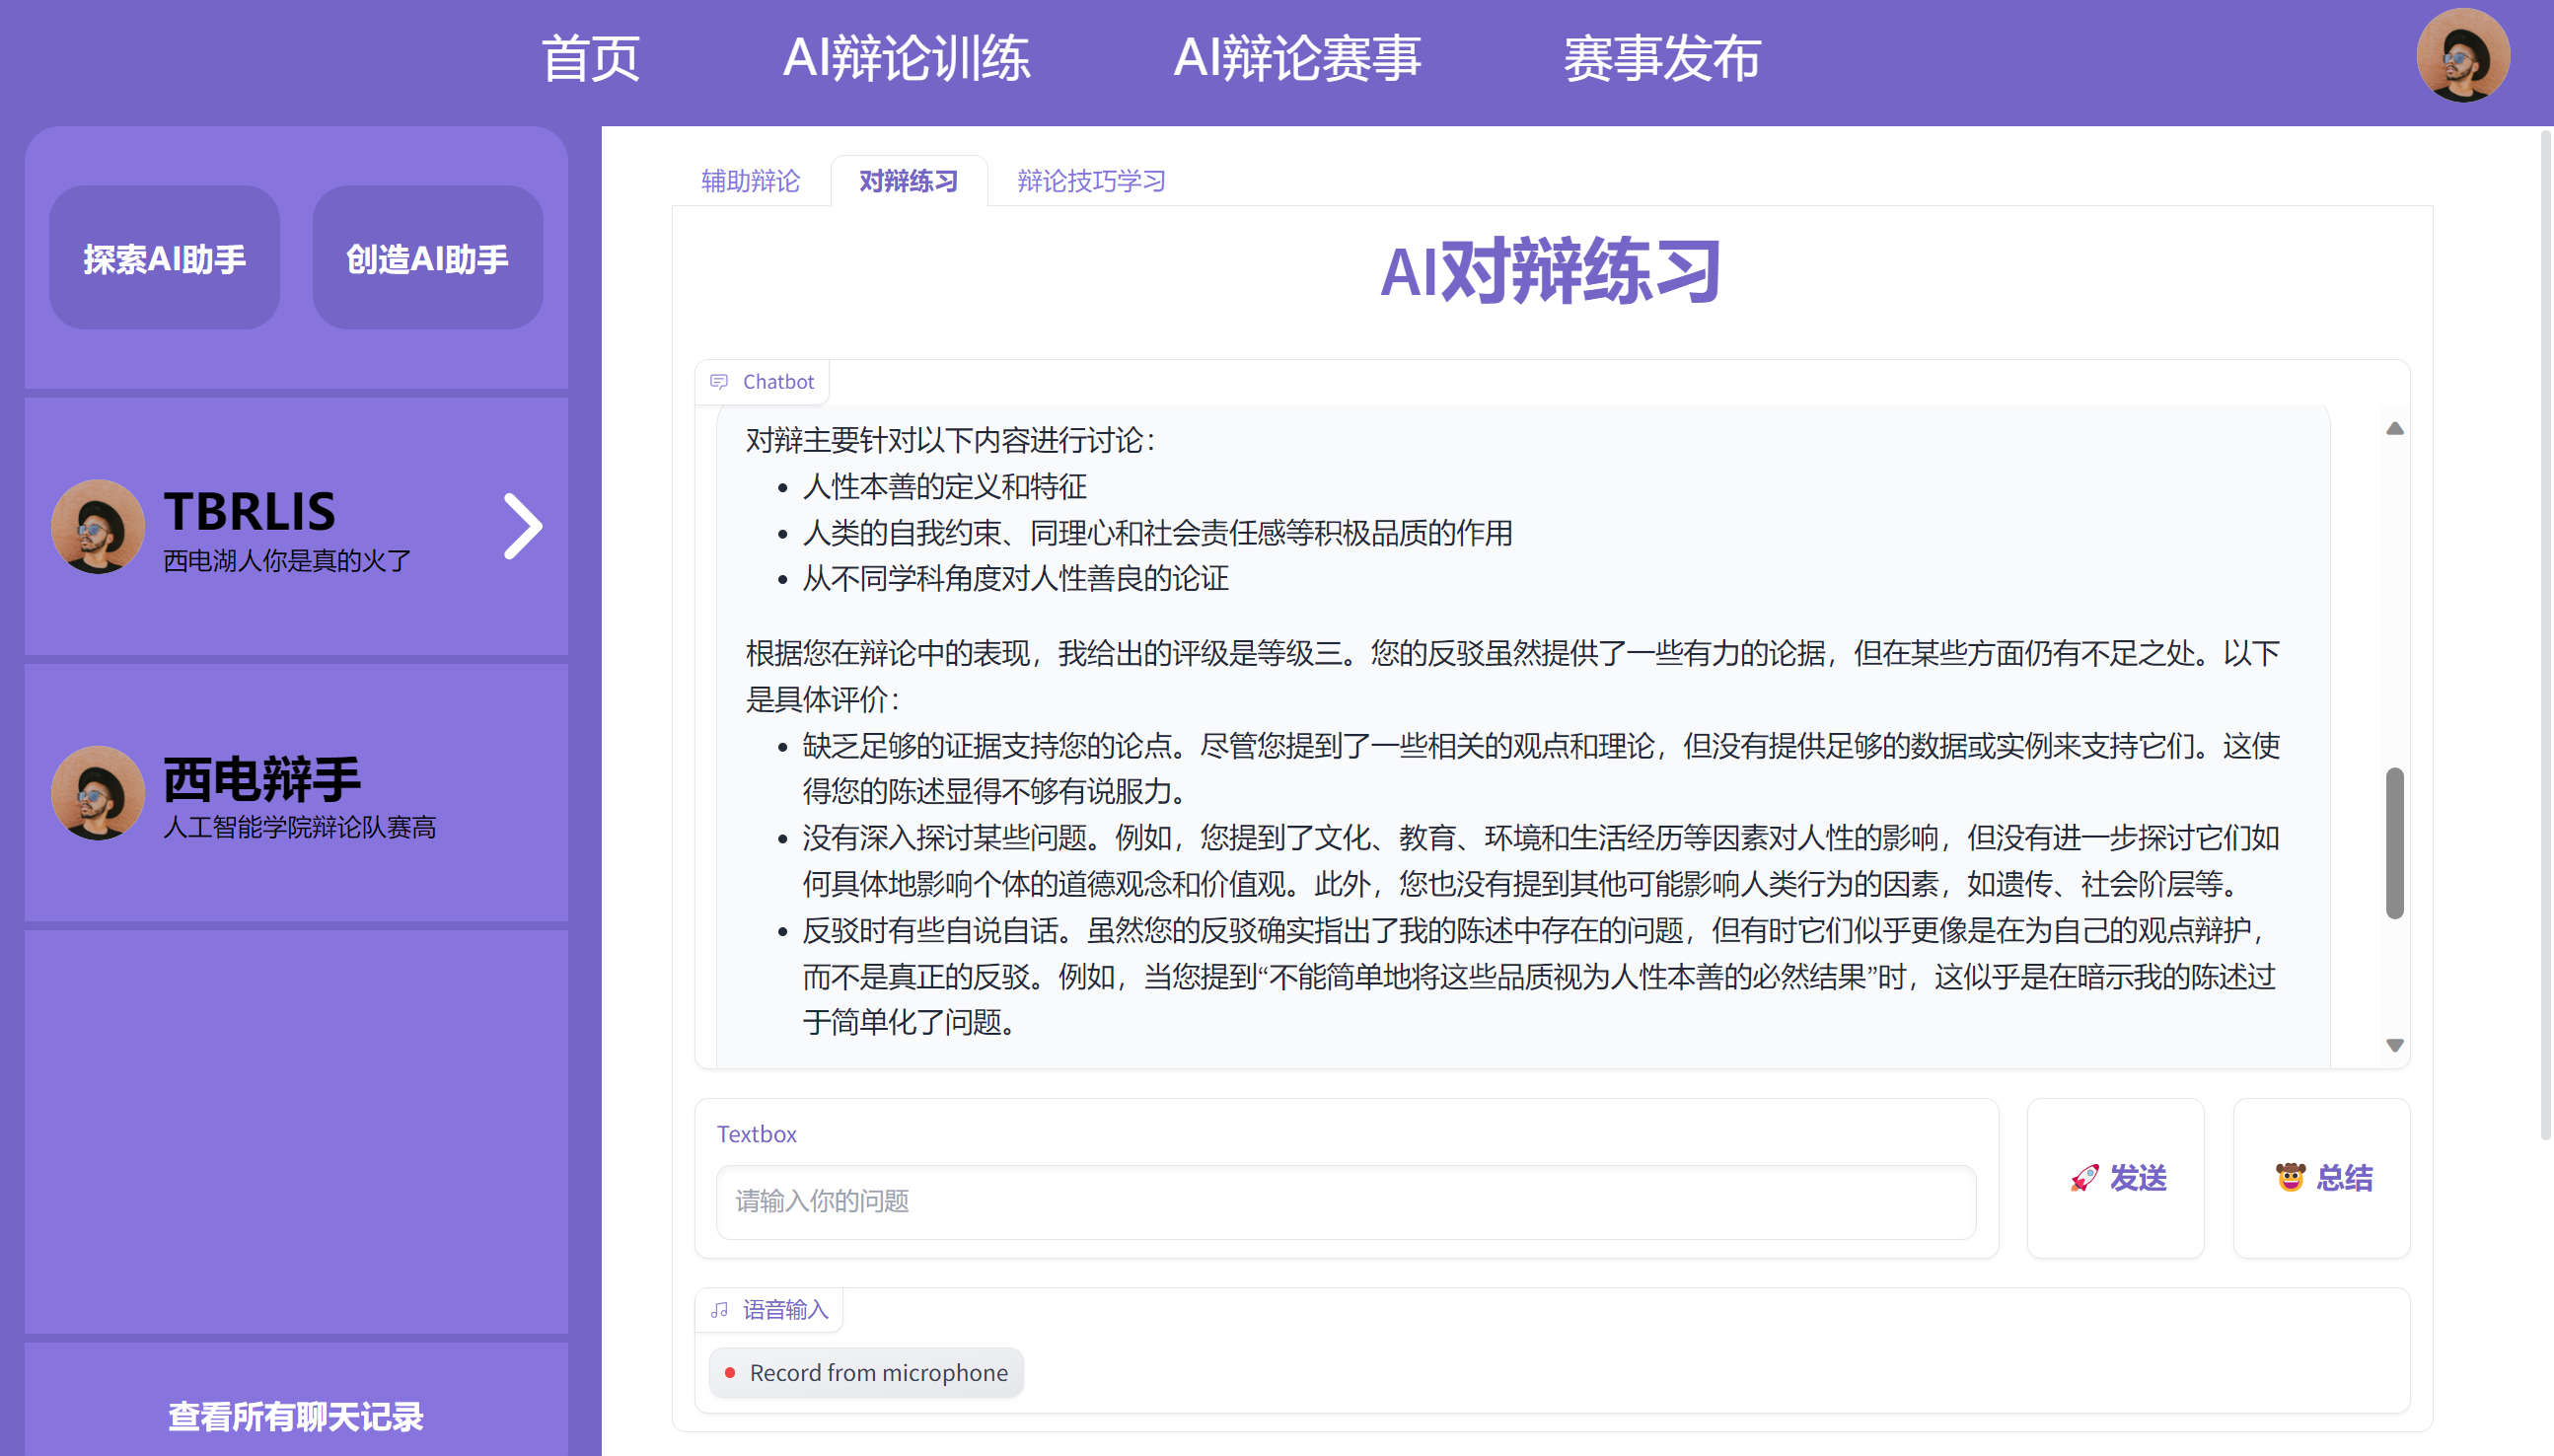 首页
AI辩论训练
AI辩论赛事
赛事发布
探索AI助手
创造AI助手
TBRLIS
西电湖人你是真的火了
西电辩手
人工智能学院辩论队赛高
查看所有聊天记录
辅助辩论
对辩练习
辩论技巧学习
AI对辩练习
Chatbot
对辩主要针对以下内容进行讨论：
• 人性本善的定义和特征
• 人类的自我约束、同理心和社会责任感等积极品质的作用
• 从不同学科角度对人性善良的论证
根据您在辩论中的表现，我给出的评级是等级三。您的反驳虽然提供了一些有力的论据，但在某些方面仍有不足之处。以下
是具体评价：
• 缺乏足够的证据支持您的论点。尽管您提到了一些相关的观点和理论，但没有提供足够的数据或实例来支持它们。这使
得您的陈述显得不够有说服力。
• 没有深入探讨某些问题。例如，您提到了文化、教育、环境和生活经历等因素对人性的影响，但没有进一步探讨它们如
何具体地影响个体的道德观念和价值观。此外，您也没有提到其他可能影响人类行为的因素，如遗传、社会阶层等。
• 反驳时有些自说自话。虽然您的反驳确实指出了我的陈述中存在的问题，但有时它们似乎更像是在为自己的观点辩护，
而不是真正的反驳。例如，当您提到“不能简单地将这些品质视为人性本善的必然结果”时，这似乎是在暗示我的陈述过
于简单化了问题。
Textbox
请输入你的问题
🚀 发送
🤠 总结
语音输入
Record from microphone